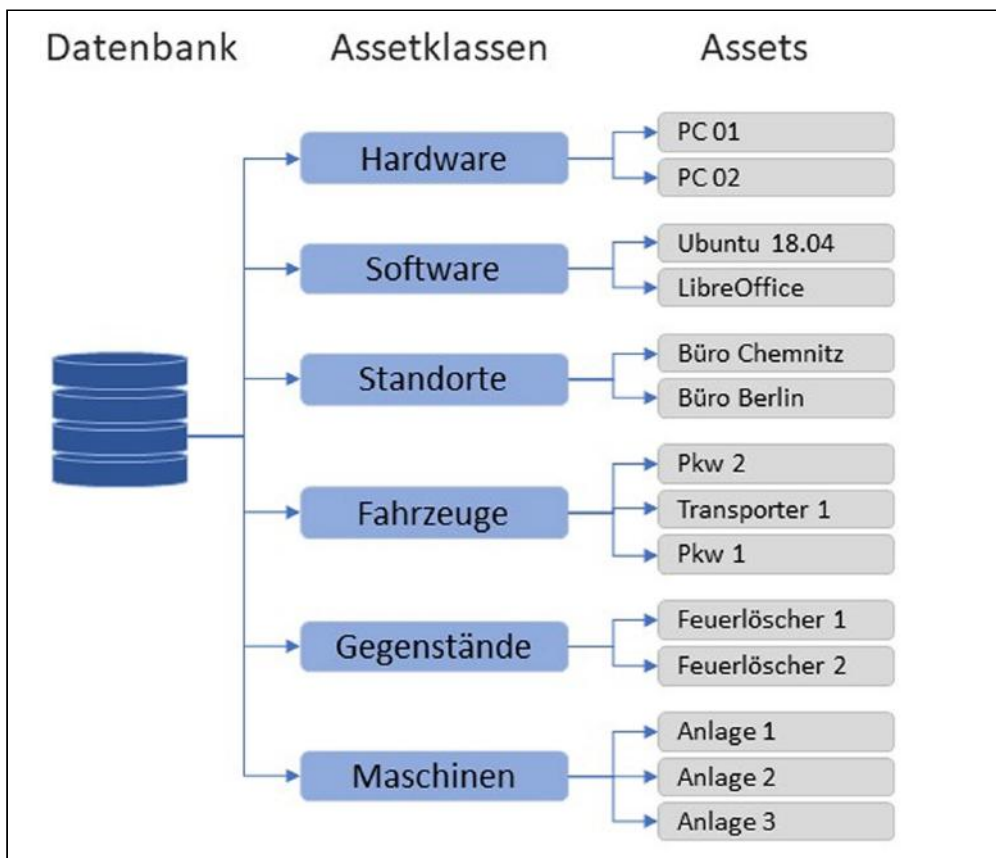 Datenbank Assetklassen Assets
Hardware
PC 01
PC 02
Software
Ubuntu 18.04
LibreOffice
Standorte
Büro Chemnitz
Büro Berlin
Fahrzeuge
Pkw 2
Transporter 1
Pkw 1
Gegenstände
Feuerlöscher 1
Feuerlöscher 2
Maschinen
Anlage 1
Anlage 2
Anlage 3